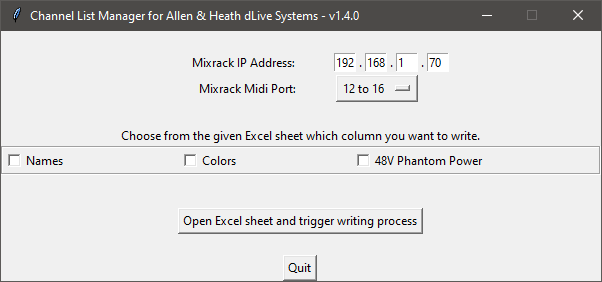 Channel List Manager for Allen & Heath dLive Systems - v1.4.0
Mixrack IP Address: 192 . 168 . 1 . 70
Mixrack Midi Port: 12 to 16
Choose from the given Excel sheet which column you want to write.
Names Colors 48V Phantom Power
Open Excel sheet and trigger writing process
Quit